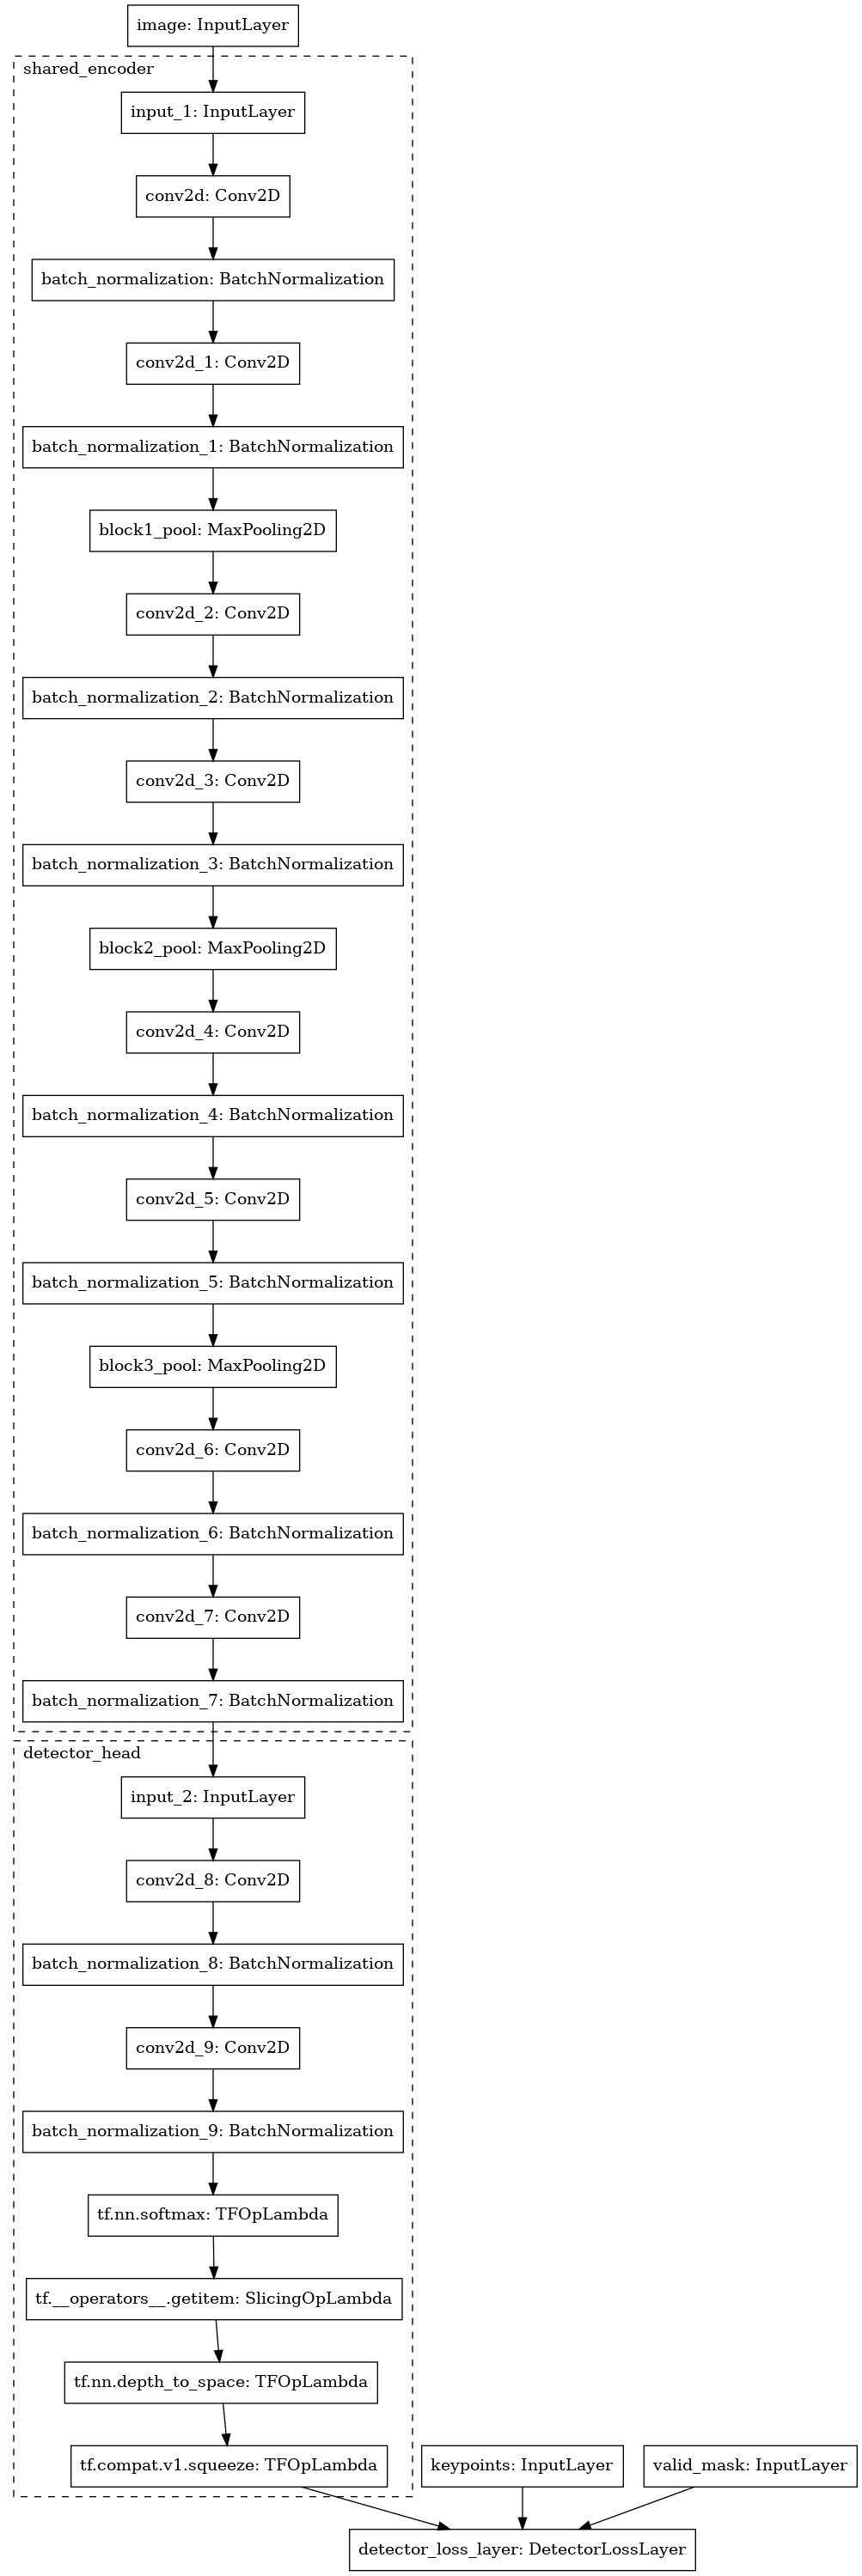 image: InputLayer
shared_encoder
input_1: InputLayer
conv2d: Conv2D
batch_normalization: BatchNormalization
conv2d_1: Conv2D
batch_normalization_1: BatchNormalization
block1_pool: MaxPooling2D
conv2d_2: Conv2D
batch_normalization_2: BatchNormalization
conv2d_3: Conv2D
batch_normalization_3: BatchNormalization
block2_pool: MaxPooling2D
conv2d_4: Conv2D
batch_normalization_4: BatchNormalization
conv2d_5: Conv2D
batch_normalization_5: BatchNormalization
block3_pool: MaxPooling2D
conv2d_6: Conv2D
batch_normalization_6: BatchNormalization
conv2d_7: Conv2D
batch_normalization_7: BatchNormalization
detector_head
input_2: InputLayer
conv2d_8: Conv2D
batch_normalization_8: BatchNormalization
conv2d_9: Conv2D
batch_normalization_9: BatchNormalization
tf.nn.softmax: TFOpLambda
tf.__operators__.getitem: SlicingOpLambda
tf.nn.depth_to_space: TFOpLambda
tf.compat.v1.squeeze: TFOpLambda
keypoints: InputLayer
valid_mask: InputLayer
detector_loss_layer: DetectorLossLayer